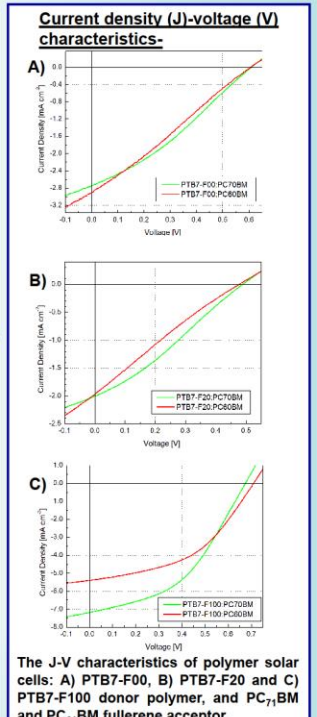 Current density (J)-voltage (V)
characteristics-
A)
0.0
-0.4
-0.8
-1.2
-1.6
-2.0
-2.4
-2.8
-3.2
Current Density [mA cm⁻²]
PTB7-F00:PC70BM
PTB7-F00:PC60BM
-0.1 0.0 0.1 0.2 0.3 0.4 0.5 0.6
Voltage [V]
B)
0.0
-0.5
-1.0
-1.5
-2.0
-2.5
Current Density [mA cm⁻²]
PTB7-F20:PC70BM
PTB7-F20:PC60BM
-0.1 0.0 0.1 0.2 0.3 0.4 0.5
Voltage [V]
C)
1.0
0.0
-1.0
-2.0
-3.0
-4.0
-5.0
-6.0
-7.0
-8.0
Current Density [mA cm⁻²]
PTB7-F100:PC70BM
PTB7-F100:PC60BM
-0.1 0.0 0.1 0.2 0.3 0.4 0.5 0.6 0.7
Voltage [V]
The J-V characteristics of polymer solar
cells: A) PTB7-F00, B) PTB7-F20 and C)
PTB7-F100 donor polymer, and PC₇₁BM
and fullerene acceptor